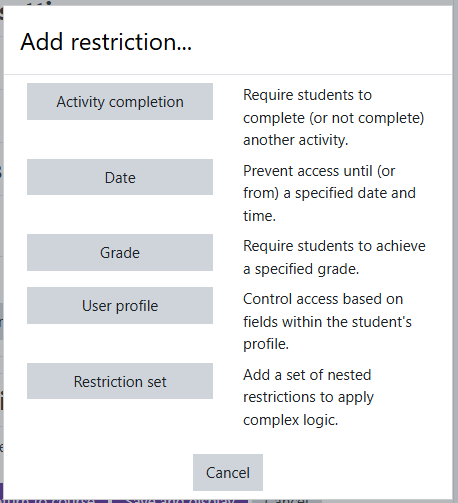 Add restriction...
Activity completion
Require students to
complete (or not complete)
another activity.
Date
Prevent access until (or
from) a specified date and
time.
Grade
Require students to achieve
a specified grade.
User profile
Control access based on
fields within the student's
profile.
Restriction set
Add a set of nested
restrictions to apply
complex logic.
Cancel